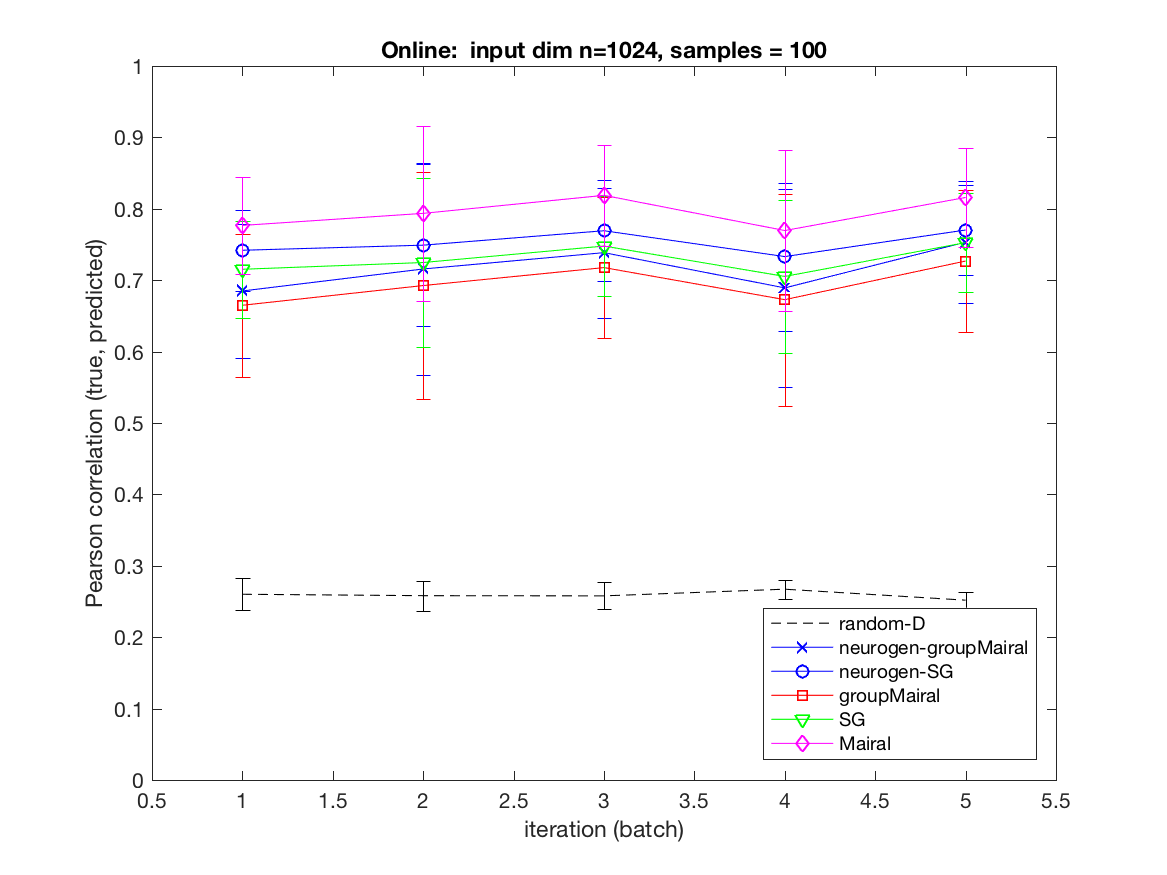 Online:  input dim n=1024, samples = 100
Pearson correlation (true, predicted)
1
0.9
0.8
0.7
0.6
0.5
0.4
0.3
0.2
0.1
0
random-D
neurogen-groupMairal
neurogen-SG
groupMairal
SG
Mairal
0.5 1 1.5 2 2.5 3 3.5 4 4.5 5 5.5
iteration (batch)